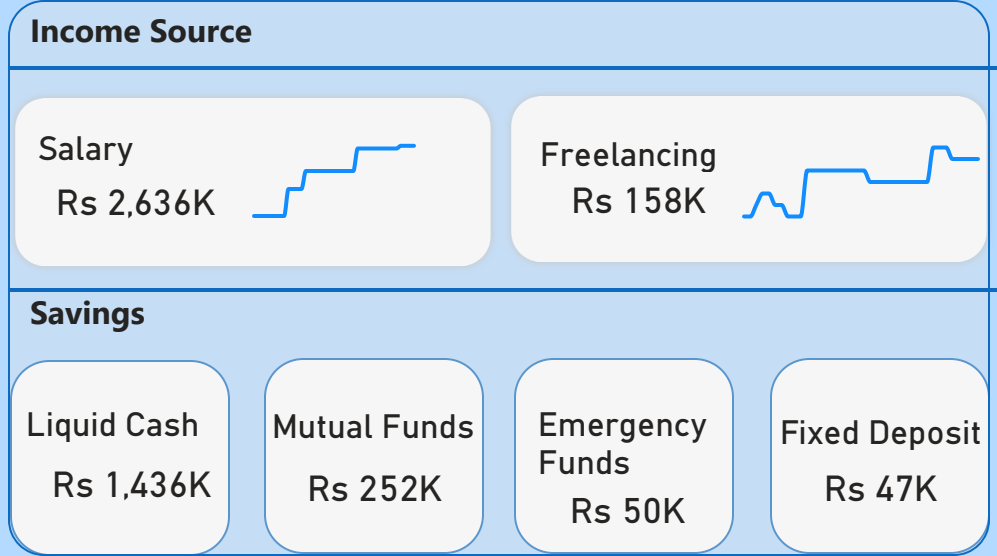 Income Source
Salary
Rs 2,636K
Freelancing
Rs 158K
Savings
Liquid Cash
Rs 1,436K
Mutual Funds
Rs 252K
Emergency
Funds
Rs 50K
Fixed Deposit
Rs 47K